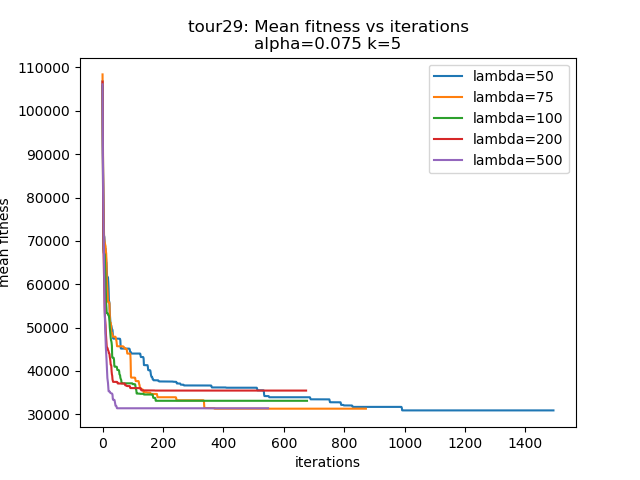 tour29: Mean fitness vs iterations
alpha=0.075 k=5
110000
100000
90000
80000
70000
60000
50000
40000
30000
mean fitness
lambda=50
lambda=75
lambda=100
lambda=200
lambda=500
0
200
400
600
800
1000
1200
1400
iterations